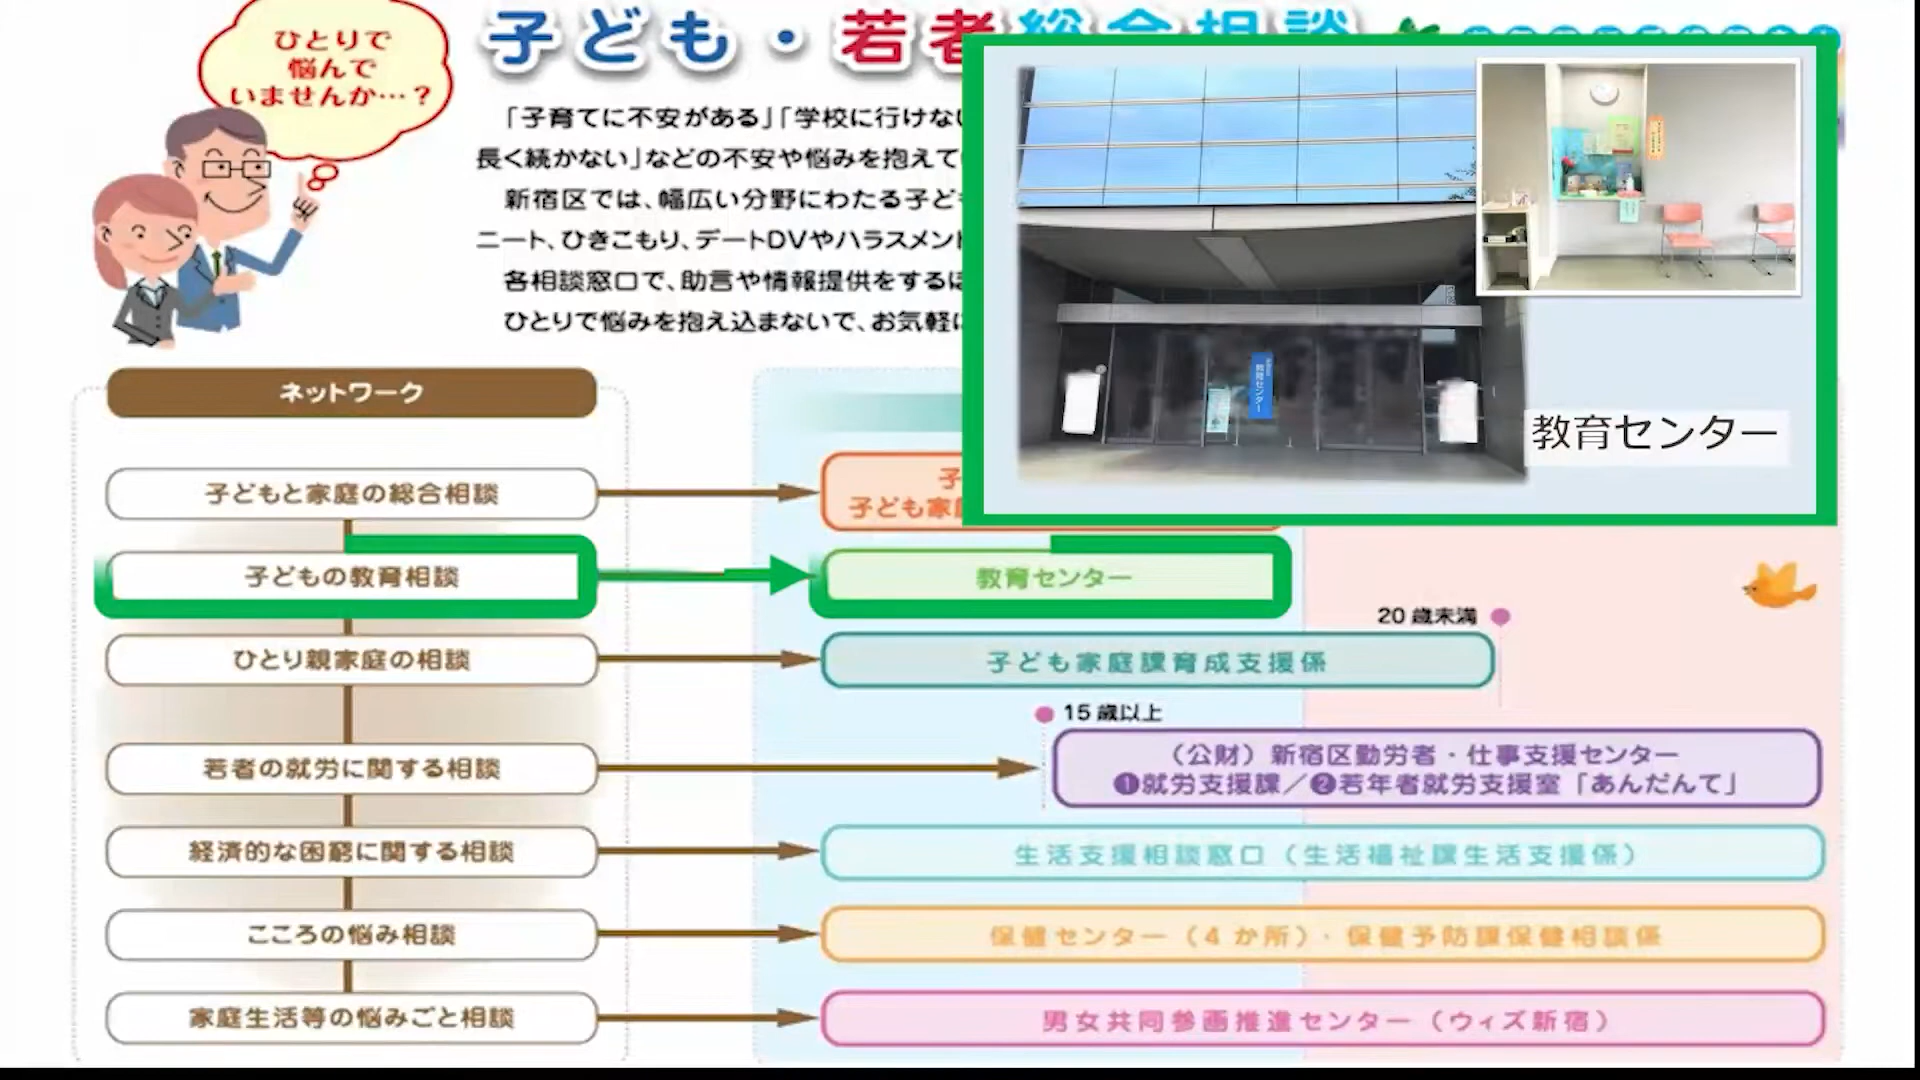 ひとりで
悩んで
いませんか…?
子ども・若者総合相談
「子育てに不安がある」「学校に行けない
長く続かない」などの不安や悩みを抱えて
新宿区では、幅広い分野にわたる子ど
ニート、ひきこもり、デートDVやハラスメント
各相談窓口で、助言や情報提供をするほ
ひとりで悩みを抱え込まないで、お気軽に
教育センター
教育センター
ネットワーク
子どもと家庭の総合相談
子
子ども家庭
子どもの教育相談
教育センター
20歳未満
ひとり親家庭の相談
子ども家庭課育成支援係
15歳以上
若者の就労に関する相談
(公財)新宿区勤労者・仕事支援センター
❶就労支援課/❷若年者就労支援室「あんだんて」
経済的な困窮に関する相談
生活支援相談窓口(生活福祉課生活支援係)
こころの悩み相談
保健センター(4か所)・保健予防課保健相談係
家庭生活等の悩みごと相談
男女共同参画推進センター(ウィズ新宿)